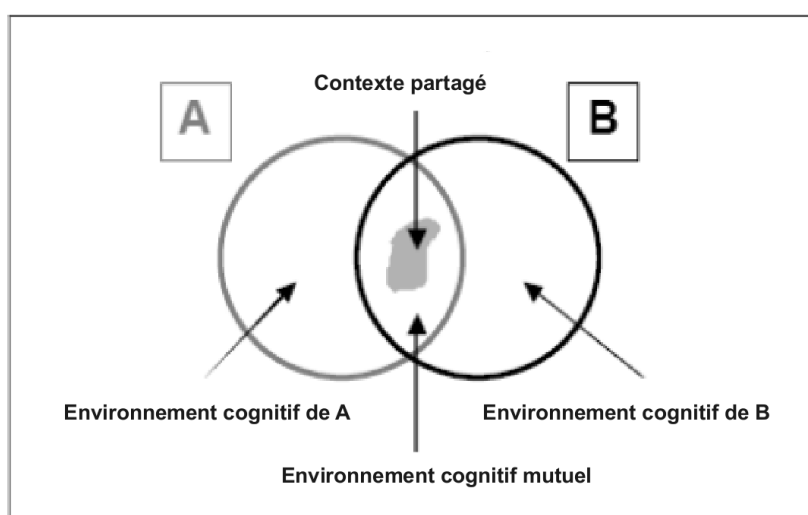 Contexte partagé
A
B
Environnement cognitif de A
Environnement cognitif de B
Environnement cognitif mutuel